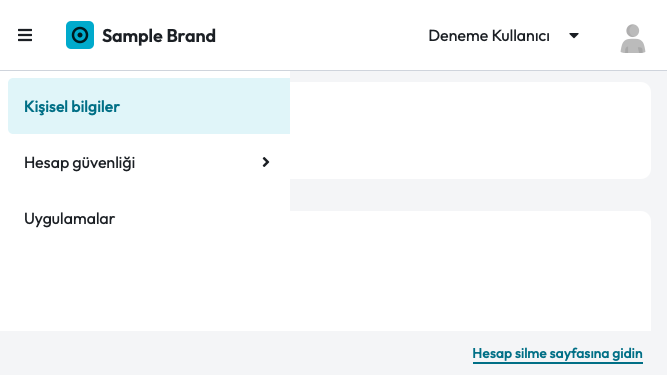 Sample Brand
Deneme Kullanıcı
Kişisel bilgiler
Hesap güvenliği
Uygulamalar
Hesap silme sayfasına gidin